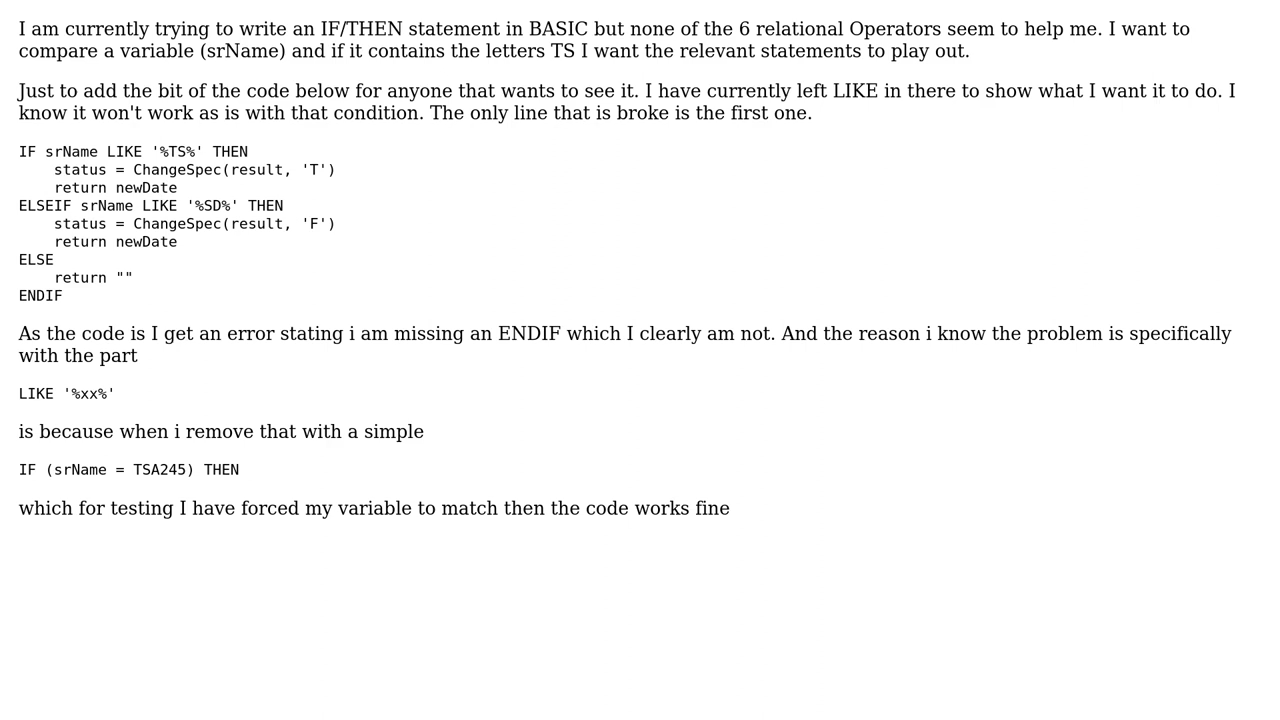 I am currently trying to write an IF/THEN statement in BASIC but none of the 6 relational Operators seem to help me. I want to
compare a variable (srName) and if it contains the letters TS I want the relevant statements to play out.
Just to add the bit of the code below for anyone that wants to see it. I have currently left LIKE in there to show what I want it to do. I
know it won't work as is with that condition. The only line that is broke is the first one.
IF srName LIKE '%TS%' THEN
    status = ChangeSpec(result, 'T')
    return newDate
ELSEIF srName LIKE '%SD%' THEN
    status = ChangeSpec(result, 'F')
    return newDate
ELSE
    return ""
ENDIF
As the code is I get an error stating i am missing an ENDIF which I clearly am not. And the reason i know the problem is specifically
with the part
LIKE '%xx%'
is because when i remove that with a simple
IF (srName = TSA245) THEN
which for testing I have forced my variable to match then the code works fine